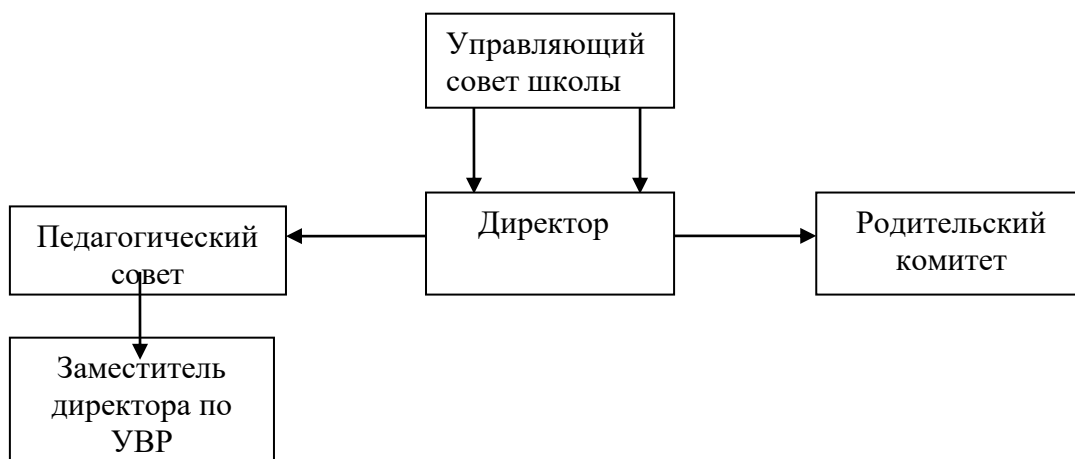 Управляющий
совет школы
Директор
Педагогический
совет
Родительский
комитет
Заместитель
директора по
УВР